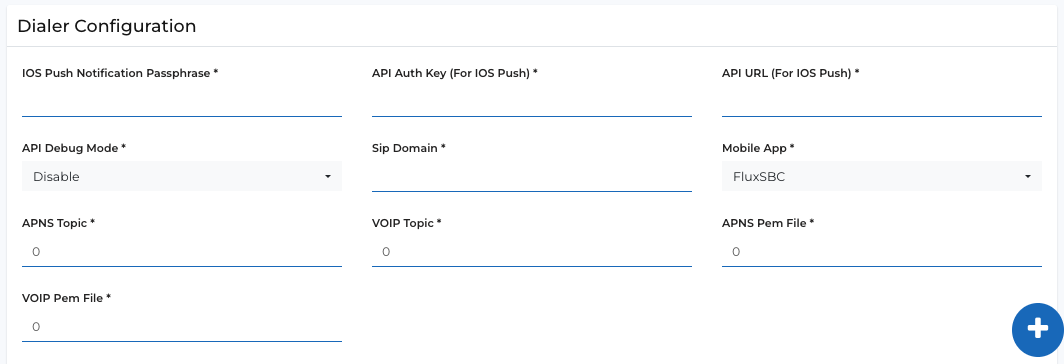 Dialer Configuration
IOS Push Notification Passphrase *
API Auth Key (For IOS Push) *
API URL (For IOS Push) *
API Debug Mode *
Sip Domain *
Mobile App *
Disable
FluxSBC
APNS Topic *
VOIP Topic *
APNS Pem File *
0
0
0
VOIP Pem File *
0